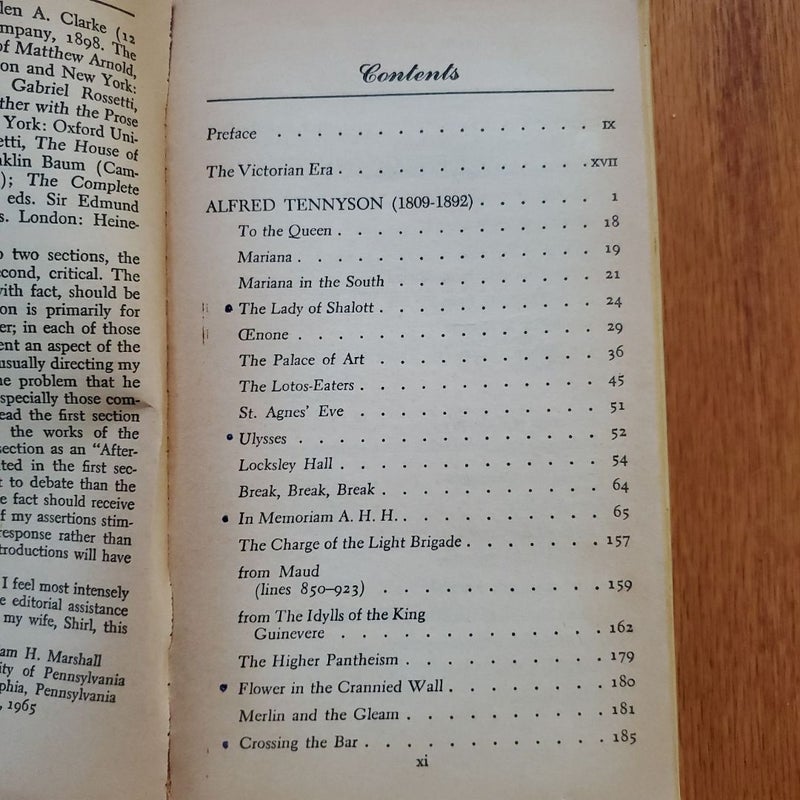 len A. Clarke (12
mpany, 1898. The
of Matthew Arnold,
on and New York:
Gabriel Rossetti,
ther with the Prose
York: Oxford Uni-
etti, The House of
nklin Baum (Cam-
); The Complete
eds. Sir Edmund
s. London: Heine-
o two sections, the
econd, critical. The
with fact, should be
on is primarily for
er; in each of those
ent an aspect of the
usually directing my
he problem that he
specially those com-
ead the first section
the works of the
section as an "After-
ted in the first sec-
t to debate than the
e fact should receive
f my assertions stim-
response rather than
troductions will have
I feel most intensely
e editorial assistance
my wife, Shirl, this
am H. Marshall
ity of Pennsylvania
phia, Pennsylvania
, 1965
Contents
Preface . . . . . . . . . . . . . . . IX
The Victorian Era . . . . . . . . . . . . XVII
ALFRED TENNYSON (1809-1892) . . . . . . 1
To the Queen . . . . . . . . . . . . 18
Mariana . . . . . . . . . . . . . 19
Mariana in the South . . . . . . . . . 21
The Lady of Shalott . . . . . . . . . . 24
Œnone . . . . . . . . . . . . . 29
The Palace of Art . . . . . . . . . . 36
The Lotos-Eaters . . . . . . . . . . . 45
St. Agnes' Eve . . . . . . . . . . . 51
Ulysses . . . . . . . . . . . . . 52
Locksley Hall . . . . . . . . . . . 54
Break, Break, Break . . . . . . . . . . 64
In Memoriam A. H. H. . . . . . . . . . 65
The Charge of the Light Brigade . . . . . . 157
from Maud
(lines 850–923) . . . . . . . . . 159
from The Idylls of the King
Guinevere . . . . . . . . . . . 162
The Higher Pantheism . . . . . . . . . 179
Flower in the Crannied Wall . . . . . . . 180
Merlin and the Gleam . . . . . . . . . 181
Crossing the Bar . . . . . . . . . . . 185
xi